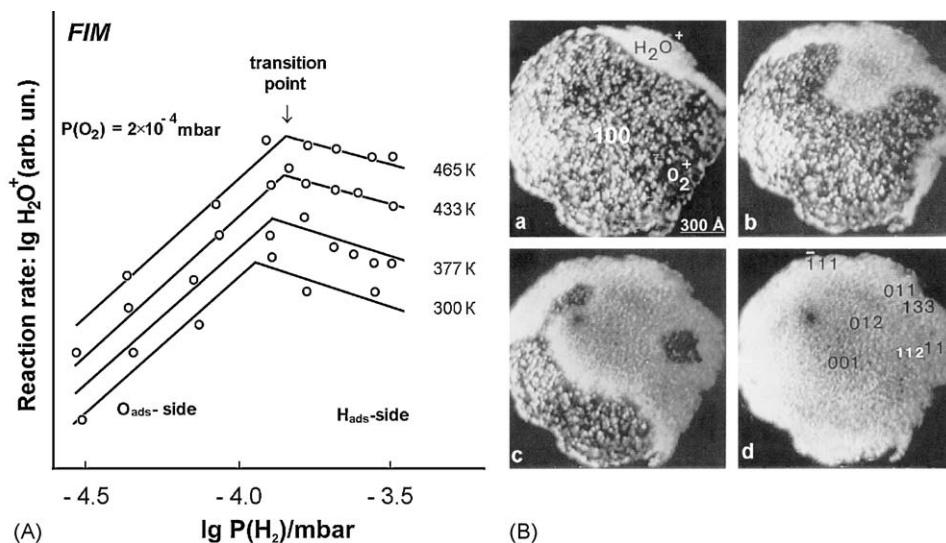 FIM
transition
point
P(O₂) = 2×10⁻⁴ mbar
465 K
433 K
377 K
300 K
Oads- side
Hads-side
- 4.5
- 4.0
- 3.5
lg P(H₂)/mbar
Reaction rate: lg H₂O⁺(arb. un.)
(A)
H₂O⁺
100
O₂⁺
300 Å
a
b
c
1̄11
011
133
012
112
11
001
d
(B)